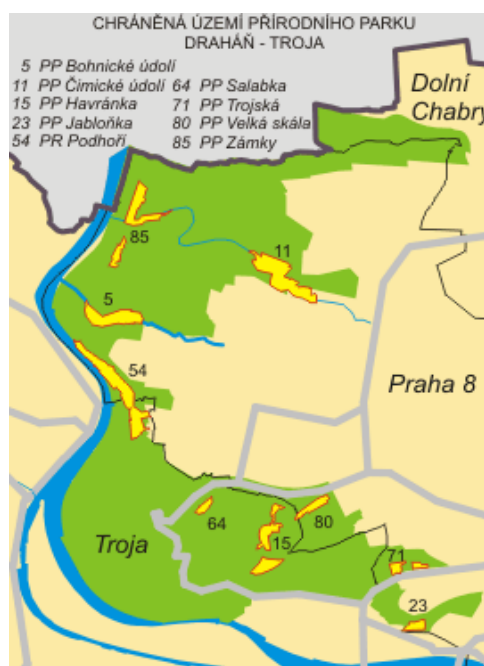 CHRÁNĚNÁ ÚZEMÍ PŘÍRODNÍHO PARKU
DRAHÁŇ - TROJA
5 PP Bohnické údolí
11 PP Čimické údolí
15 PP Havránka
23 PP Jabloňka
54 PR Podhoří
64 PP Salabka
71 PP Trojská
80 PP Velká skála
85 PP Zámky
Dolní
Chabry
85
11
5
54
Praha 8
64
80
15
Troja
71
23